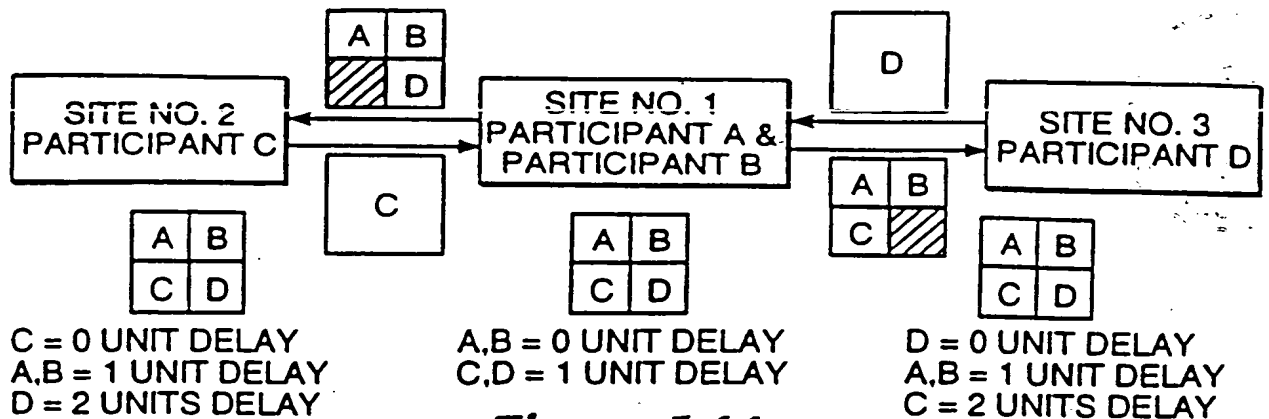 A B
D
D
SITE NO. 2
PARTICIPANT C
SITE NO. 1
PARTICIPANT A &
PARTICIPANT B
SITE NO. 3
PARTICIPANT D
C
A B
C
A B
C D
A B
C D
A B
C D
C = 0 UNIT DELAY
A,B = 1 UNIT DELAY
D = 2 UNITS DELAY
A,B = 0 UNIT DELAY
C,D = 1 UNIT DELAY
D = 0 UNIT DELAY
A,B = 1 UNIT DELAY
C = 2 UNITS DELAY